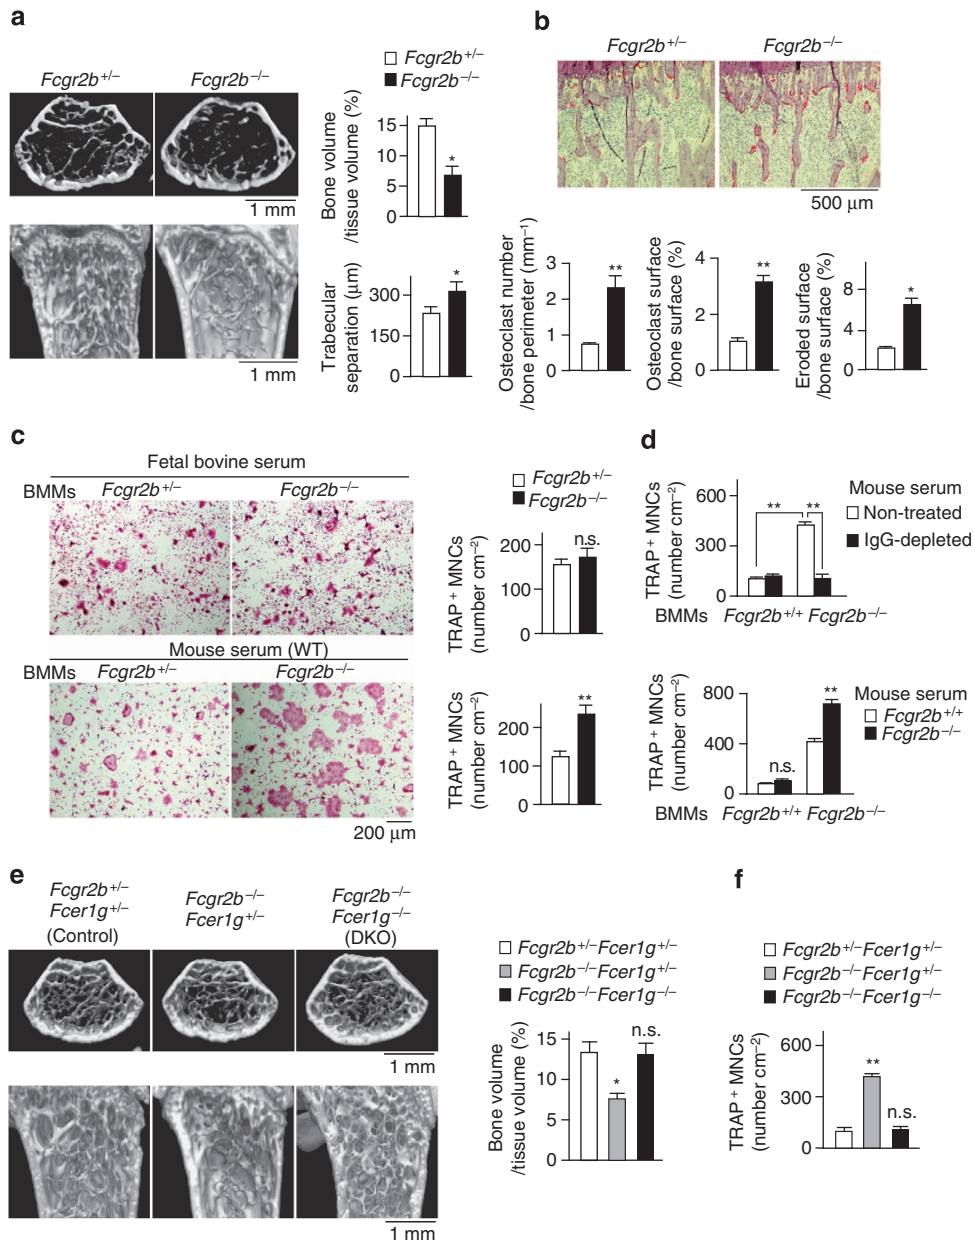 a
Fcgr2b+/– Fcgr2b–/–
1 mm
1 mm
Fcgr2b+/–
Fcgr2b–/–
Bone volume
/tissue volume (%)
15
10
5
0
*
Trabecular
separation (μm)
300
150
0
*
b
Fcgr2b+/– Fcgr2b–/–
500 μm
Osteoclast number
/bone perimeter (mm–1)
3
2
1
0
**
Osteoclast surface
/bone surface (%)
4
2
0
**
Eroded surface
/bone surface (%)
8
4
0
*
c
Fetal bovine serum
BMMs Fcgr2b+/– Fcgr2b–/–
Mouse serum (WT)
BMMs Fcgr2b+/– Fcgr2b–/–
200 μm
Fcgr2b+/–
Fcgr2b–/–
TRAP+ MNCs
(number cm–2)
200
100
0
n.s.
TRAP+ MNCs
(number cm–2)
200
100
0
**
d
TRAP+ MNCs
(number cm–2)
600
300
0
** **
Mouse serum
Non-treated
IgG-depleted
BMMs Fcgr2b+/+ Fcgr2b–/–
TRAP+ MNCs
(number cm–2)
800
400
0
n.s.
**
Mouse serum
Fcgr2b+/+
Fcgr2b–/–
BMMs Fcgr2b+/+ Fcgr2b–/–
e
Fcgr2b+/–
Fcer1g+/–
(Control)
Fcgr2b–/–
Fcer1g+/–
Fcgr2b–/–
Fcer1g–/–
(DKO)
1 mm
1 mm
Fcgr2b+/–Fcer1g+/–
Fcgr2b–/–Fcer1g+/–
Fcgr2b–/–Fcer1g–/–
Bone volume
/tissue volume (%)
15
10
5
0
*
n.s.
f
Fcgr2b+/–Fcer1g+/–
Fcgr2b–/–Fcer1g+/–
Fcgr2b–/–Fcer1g–/–
TRAP+ MNCs
(number cm–2)
600
300
0
**
n.s.